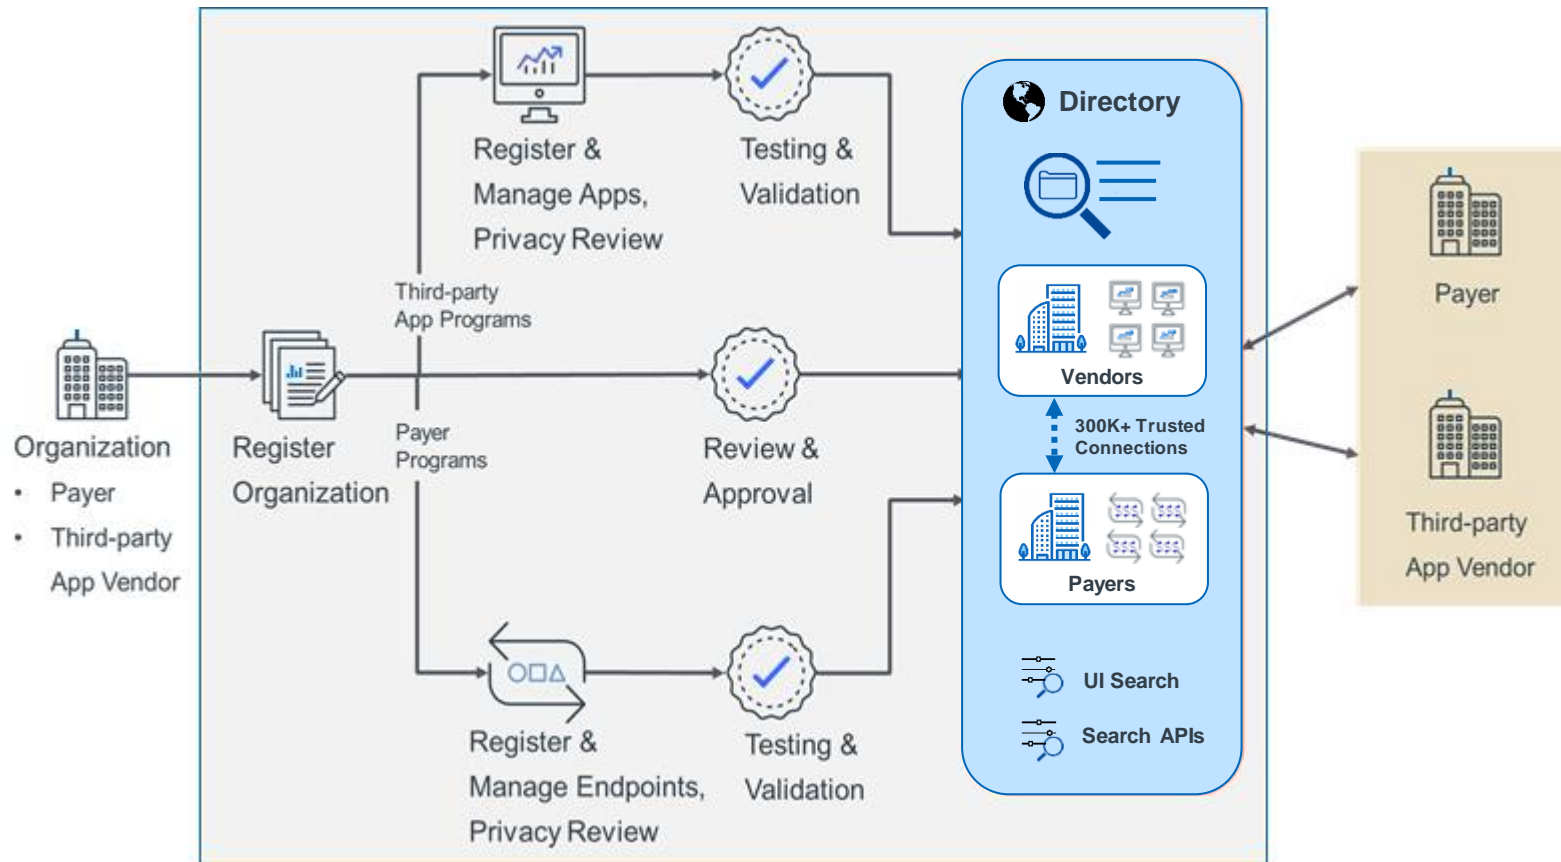 Organization
• Payer
• Third-party
App Vendor
Register
Organization
Third-party
App Programs
Payer
Programs
Register &
Manage Apps,
Privacy Review
Testing &
Validation
Review &
Approval
Register &
Manage Endpoints,
Privacy Review
Testing &
Validation
Directory
Vendors
300K+ Trusted
Connections
Payers
UI Search
Search APIs
Payer
Third-party
App Vendor